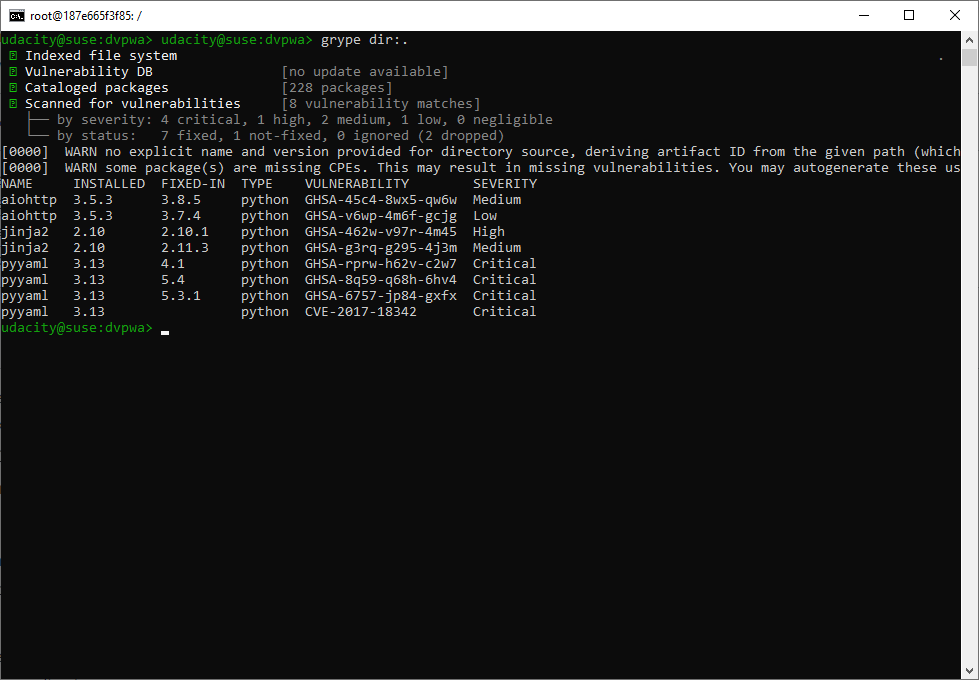 root@187e665f3f85: /
udacity@suse:dvpwa> udacity@suse:dvpwa> grype dir:.
Indexed file system .
Vulnerability DB [no update available]
Cataloged packages [228 packages]
Scanned for vulnerabilities [8 vulnerability matches]
├── by severity: 4 critical, 1 high, 2 medium, 1 low, 0 negligible
└── by status: 7 fixed, 1 not-fixed, 0 ignored (2 dropped)
[0000] WARN no explicit name and version provided for directory source, deriving artifact ID from the given path (which
[0000] WARN some package(s) are missing CPEs. This may result in missing vulnerabilities. You may autogenerate these us
NAME INSTALLED FIXED-IN TYPE VULNERABILITY SEVERITY
aiohttp 3.5.3 3.8.5 python GHSA-45c4-8wx5-qw6w Medium
aiohttp 3.5.3 3.7.4 python GHSA-v6wp-4m6f-gcjg Low
jinja2 2.10 2.10.1 python GHSA-462w-v97r-4m45 High
jinja2 2.10 2.11.3 python GHSA-g3rq-g295-4j3m Medium
pyyaml 3.13 4.1 python GHSA-rprw-h62v-c2w7 Critical
pyyaml 3.13 5.4 python GHSA-8q59-q68h-6hv4 Critical
pyyaml 3.13 5.3.1 python GHSA-6757-jp84-gxfx Critical
pyyaml 3.13 python CVE-2017-18342 Critical
udacity@suse:dvpwa>